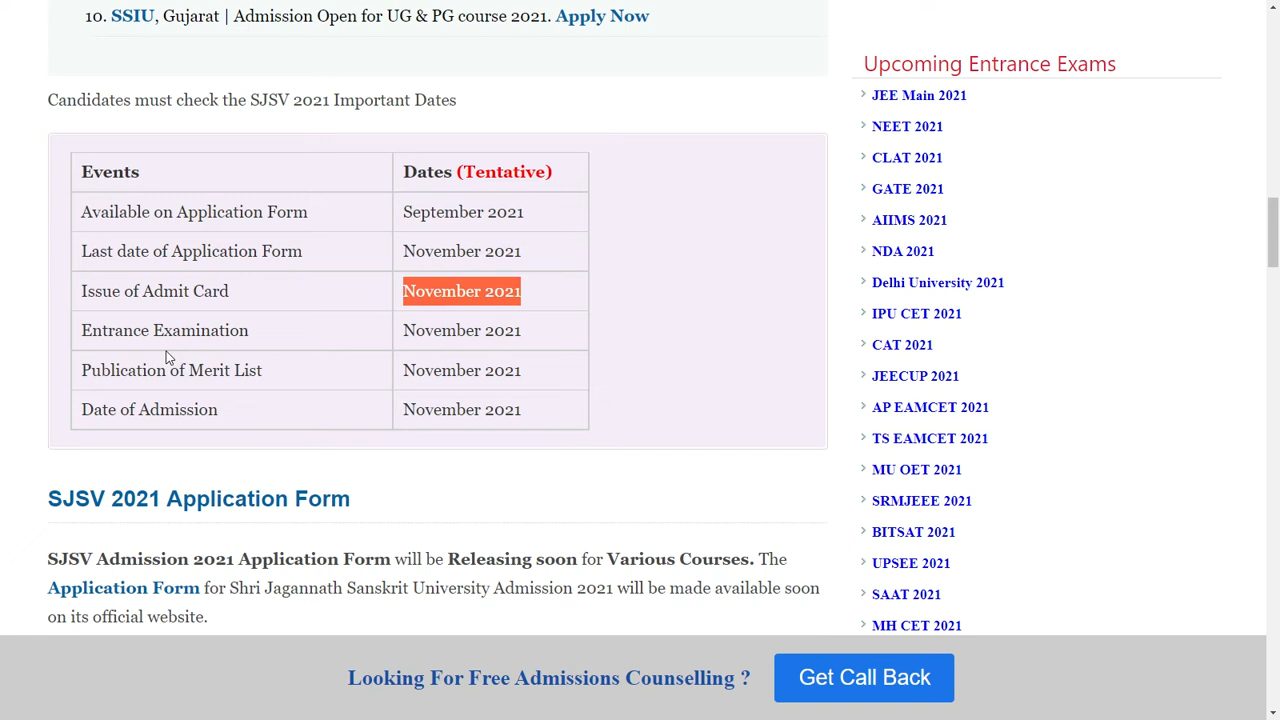 10. SSIU, Gujarat | Admission Open for UG & PG course 2021. Apply Now
Candidates must check the SJSV 2021 Important Dates
Events Dates (Tentative)
Available on Application Form September 2021
Last date of Application Form November 2021
Issue of Admit Card November 2021
Entrance Examination November 2021
Publication of Merit List November 2021
Date of Admission November 2021
SJSV 2021 Application Form
SJSV Admission 2021 Application Form will be Releasing soon for Various Courses. The
Application Form for Shri Jagannath Sanskrit University Admission 2021 will be made available soon
on its official website.
Upcoming Entrance Exams
JEE Main 2021
NEET 2021
CLAT 2021
GATE 2021
AIIMS 2021
NDA 2021
Delhi University 2021
IPU CET 2021
CAT 2021
JEECUP 2021
AP EAMCET 2021
TS EAMCET 2021
MU OET 2021
SRMJEEE 2021
BITSAT 2021
UPSEE 2021
SAAT 2021
MH CET 2021
Looking For Free Admissions Counselling ? Get Call Back